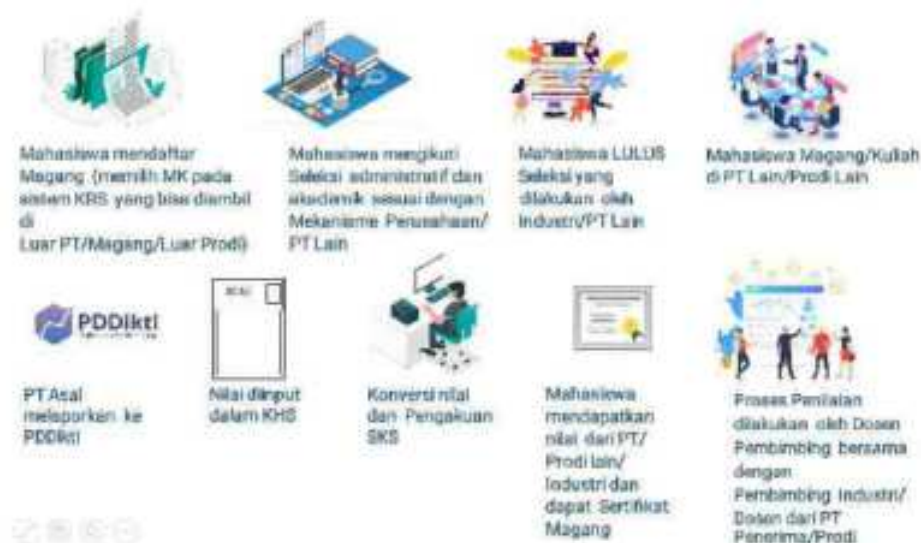 Mahasiswa mendaftar
Magang (memilih MK pada
sistem KRS yang bisa diambil
di
Luar PT/Magang/Luar Prodi)
Mahasiswa mengikuti
Seleksi administratif dan
akademik sesuai dengan
Mekanisme Perusahaan/
PT Lain
Mahasiswa LULUS
Seleksi yang
dilakukan oleh
Industri/PT Lain
Mahasiswa Magang/Kuliah
di PT Lain/Prodi Lain
PDDikti
PT Asal
melaporkan ke
PDDikti
Nilai diinput
dalam KHS
Konversi nilai
dan Pengakuan
SKS
Mahasiswa
mendapatkan
nilai dari PT/
Prodi lain/
Industri dan
dapat Sertifikat
Magang
Proses Penilaian
dilakukan oleh Dosen
Pembimbing bersama
dengan
Pembimbing Industri/
Dosen dari PT
Penerima/Prodi